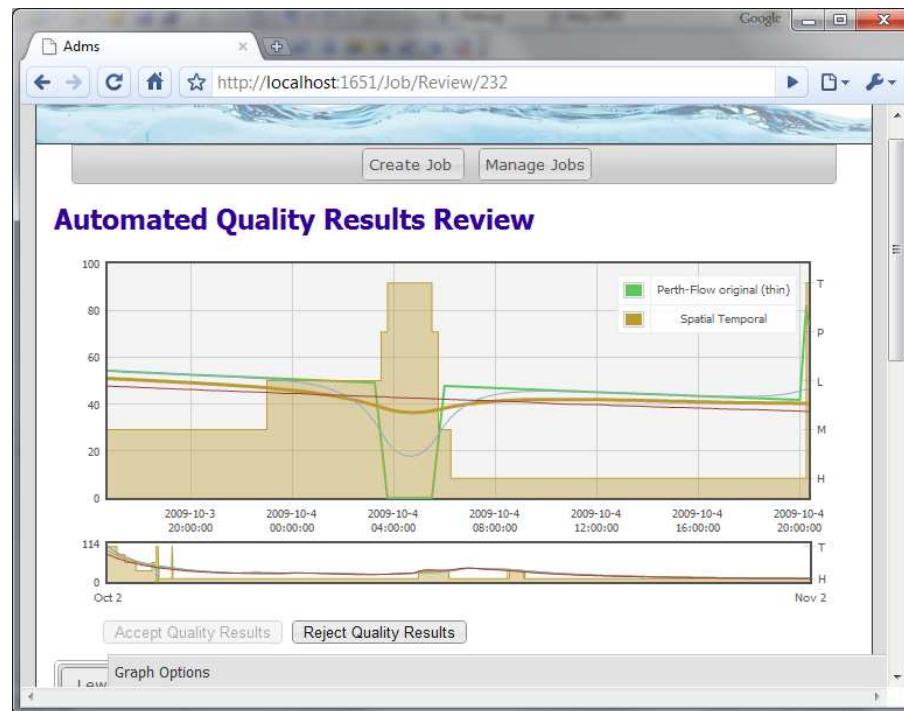 Google
Adms
http://localhost:1651/Job/Review/232
Create Job
Manage Jobs
Automated Quality Results Review
100
80
60
40
20
0
Perth-Flow original (thin)
Spatial Temporal
T
P
L
M
H
2009-10-3 20:00:00
2009-10-4 00:00:00
2009-10-4 04:00:00
2009-10-4 08:00:00
2009-10-4 12:00:00
2009-10-4 16:00:00
2009-10-4 20:00:00
114
0
T
H
Oct 2
Nov 2
Accept Quality Results
Reject Quality Results
Graph Options